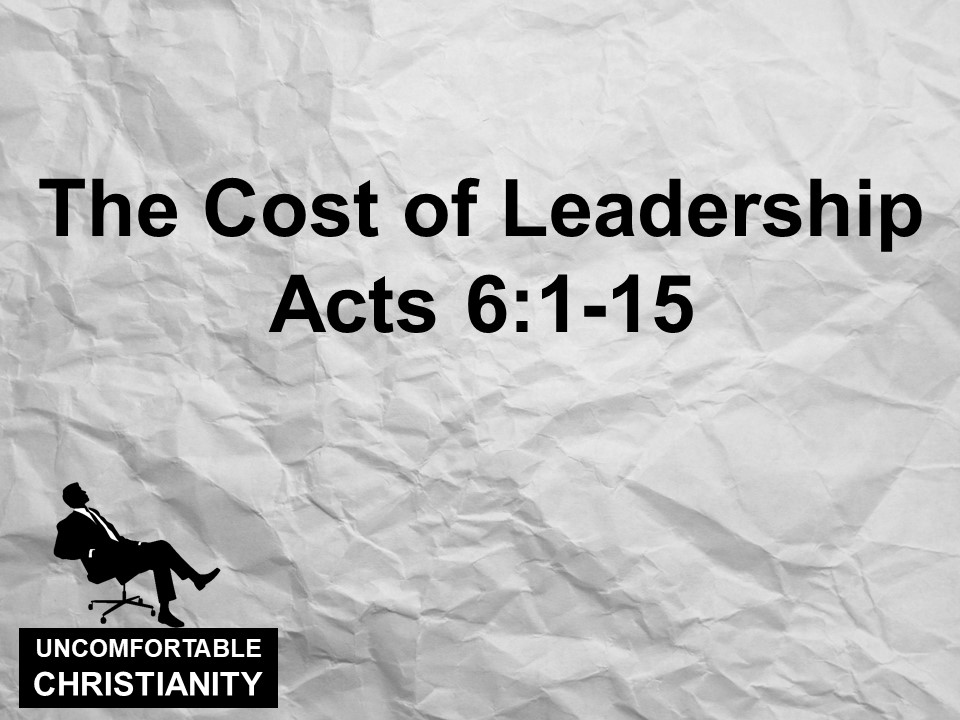 The Cost of Leadership
Acts 6:1-15
UNCOMFORTABLE
CHRISTIANITY